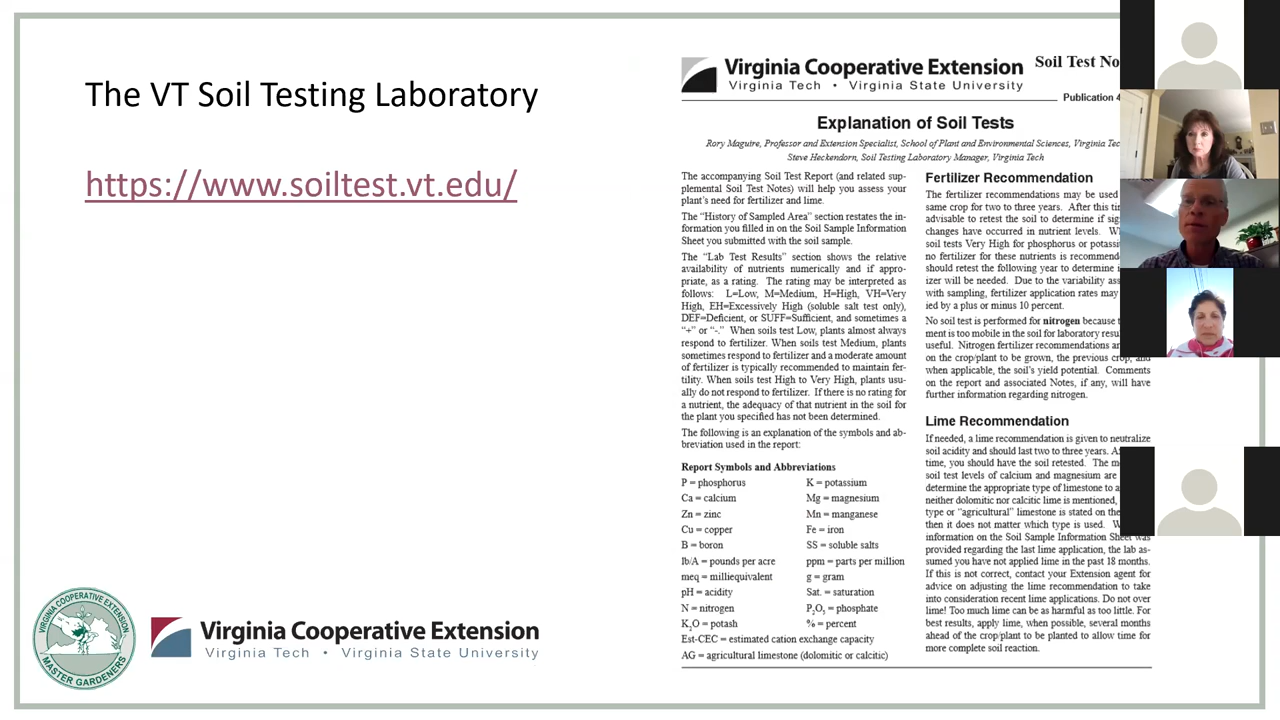 The VT Soil Testing Laboratory
https://www.soiltest.vt.edu/
VIRGINIA COOPERATIVE EXTENSION
MASTER GARDENERS
Virginia Cooperative Extension
Virginia Tech • Virginia State University
Virginia Cooperative Extension
Virginia Tech • Virginia State University
Soil Test No
Publication 4
Explanation of Soil Tests
Rory Maguire, Professor and Extension Specialist, School of Plant and Environmental Sciences, Virginia Tec
Steve Heckendorn, Soil Testing Laboratory Manager, Virginia Tech
The accompanying Soil Test Report (and related sup-
plemental Soil Test Notes) will help you assess your
plant's need for fertilizer and lime.
The "History of Sampled Area" section restates the in-
formation you filled in on the Soil Sample Information
Sheet you submitted with the soil sample.
The "Lab Test Results" section shows the relative
availability of nutrients numerically and if appro-
priate, as a rating. The rating may be interpreted as
follows: L=Low, M=Medium, H=High, VH=Very
High, EH=Excessively High (soluble salt test only),
DEF=Deficient, or SUFF=Sufficient, and sometimes a
"+" or "-." When soils test Low, plants almost always
respond to fertilizer. When soils test Medium, plants
sometimes respond to fertilizer and a moderate amount
of fertilizer is typically recommended to maintain fer-
tility. When soils test High to Very High, plants usu-
ally do not respond to fertilizer. If there is no rating for
a nutrient, the adequacy of that nutrient in the soil for
the plant you specified has not been determined.
The following is an explanation of the symbols and ab-
breviation used in the report:
Report Symbols and Abbreviations
P = phosphorus K = potassium
Ca = calcium Mg = magnesium
Zn = zinc Mn = manganese
Cu = copper Fe = iron
B = boron SS = soluble salts
lb/A = pounds per acre ppm = parts per million
meq = milliequivalent g = gram
pH = acidity Sat. = saturation
N = nitrogen P2O5 = phosphate
K2O = potash % = percent
Est-CEC = estimated cation exchange capacity
AG = agricultural limestone (dolomitic or calcitic)
Fertilizer Recommendation
The fertilizer recommendations may be used
same crop for two to three years. After this tim
advisable to retest the soil to determine if sig
changes have occurred in nutrient levels. W
soil tests Very High for phosphorus or potass
no fertilizer for these nutrients is recommend
should retest the following year to determine i
izer will be needed. Due to the variability ass
with sampling, fertilizer application rates may
ied by a plus or minus 10 percent.
No soil test is performed for nitrogen because t
ment is too mobile in the soil for laboratory resu
useful. Nitrogen fertilizer recommendations ar
on the crop/plant to be grown, the previous crop, and
when applicable, the soil's yield potential. Comments
on the report and associated Notes, if any, will have
further information regarding nitrogen.
Lime Recommendation
If needed, a lime recommendation is given to neutralize
soil acidity and should last two to three years. A
time, you should have the soil retested. The m
soil test levels of calcium and magnesium are
determine the appropriate type of limestone to a
neither dolomitic nor calcitic lime is mentioned,
type or "agricultural" limestone is stated on the
then it does not matter which type is used. W
information on the Soil Sample Information Sheet was
provided regarding the last lime application, the lab as-
sumed you have not applied lime in the past 18 months.
If this is not correct, contact your Extension agent for
advice on adjusting the lime recommendation to take
into consideration recent lime applications. Do not over
lime! Too much lime can be as harmful as too little. For
best results, apply lime, when possible, several months
ahead of the crop/plant to be planted to allow time for
more complete soil reaction.